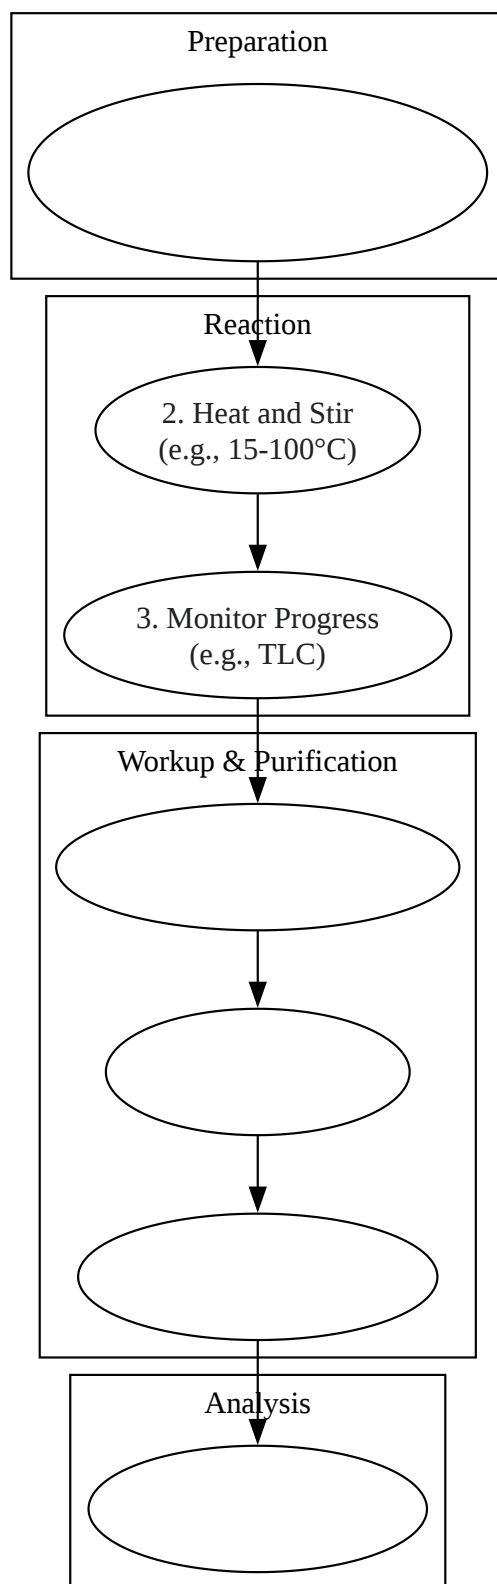 Preparation
Reaction
2. Heat and Stir
(e.g., 15-100°C)
3. Monitor Progress
(e.g., TLC)
Workup & Purification
Analysis